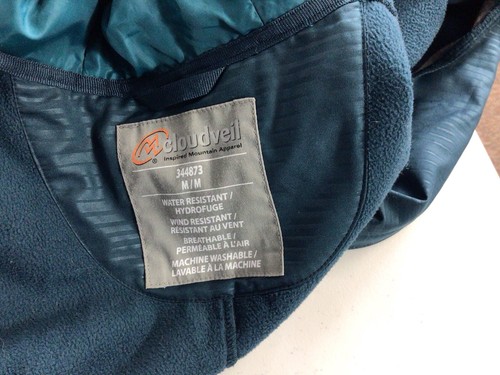 cloudveil
®
Inspired Mountain Apparel
344873
M/M
WATER RESISTANT/
HYDROFUGE
WIND RESISTANT/
RÉSISTANT AU VENT
BREATHABLE/
PERMÉABLE À L'AIR
MACHINE WASHABLE/
LAVABLE À LA MACHINE